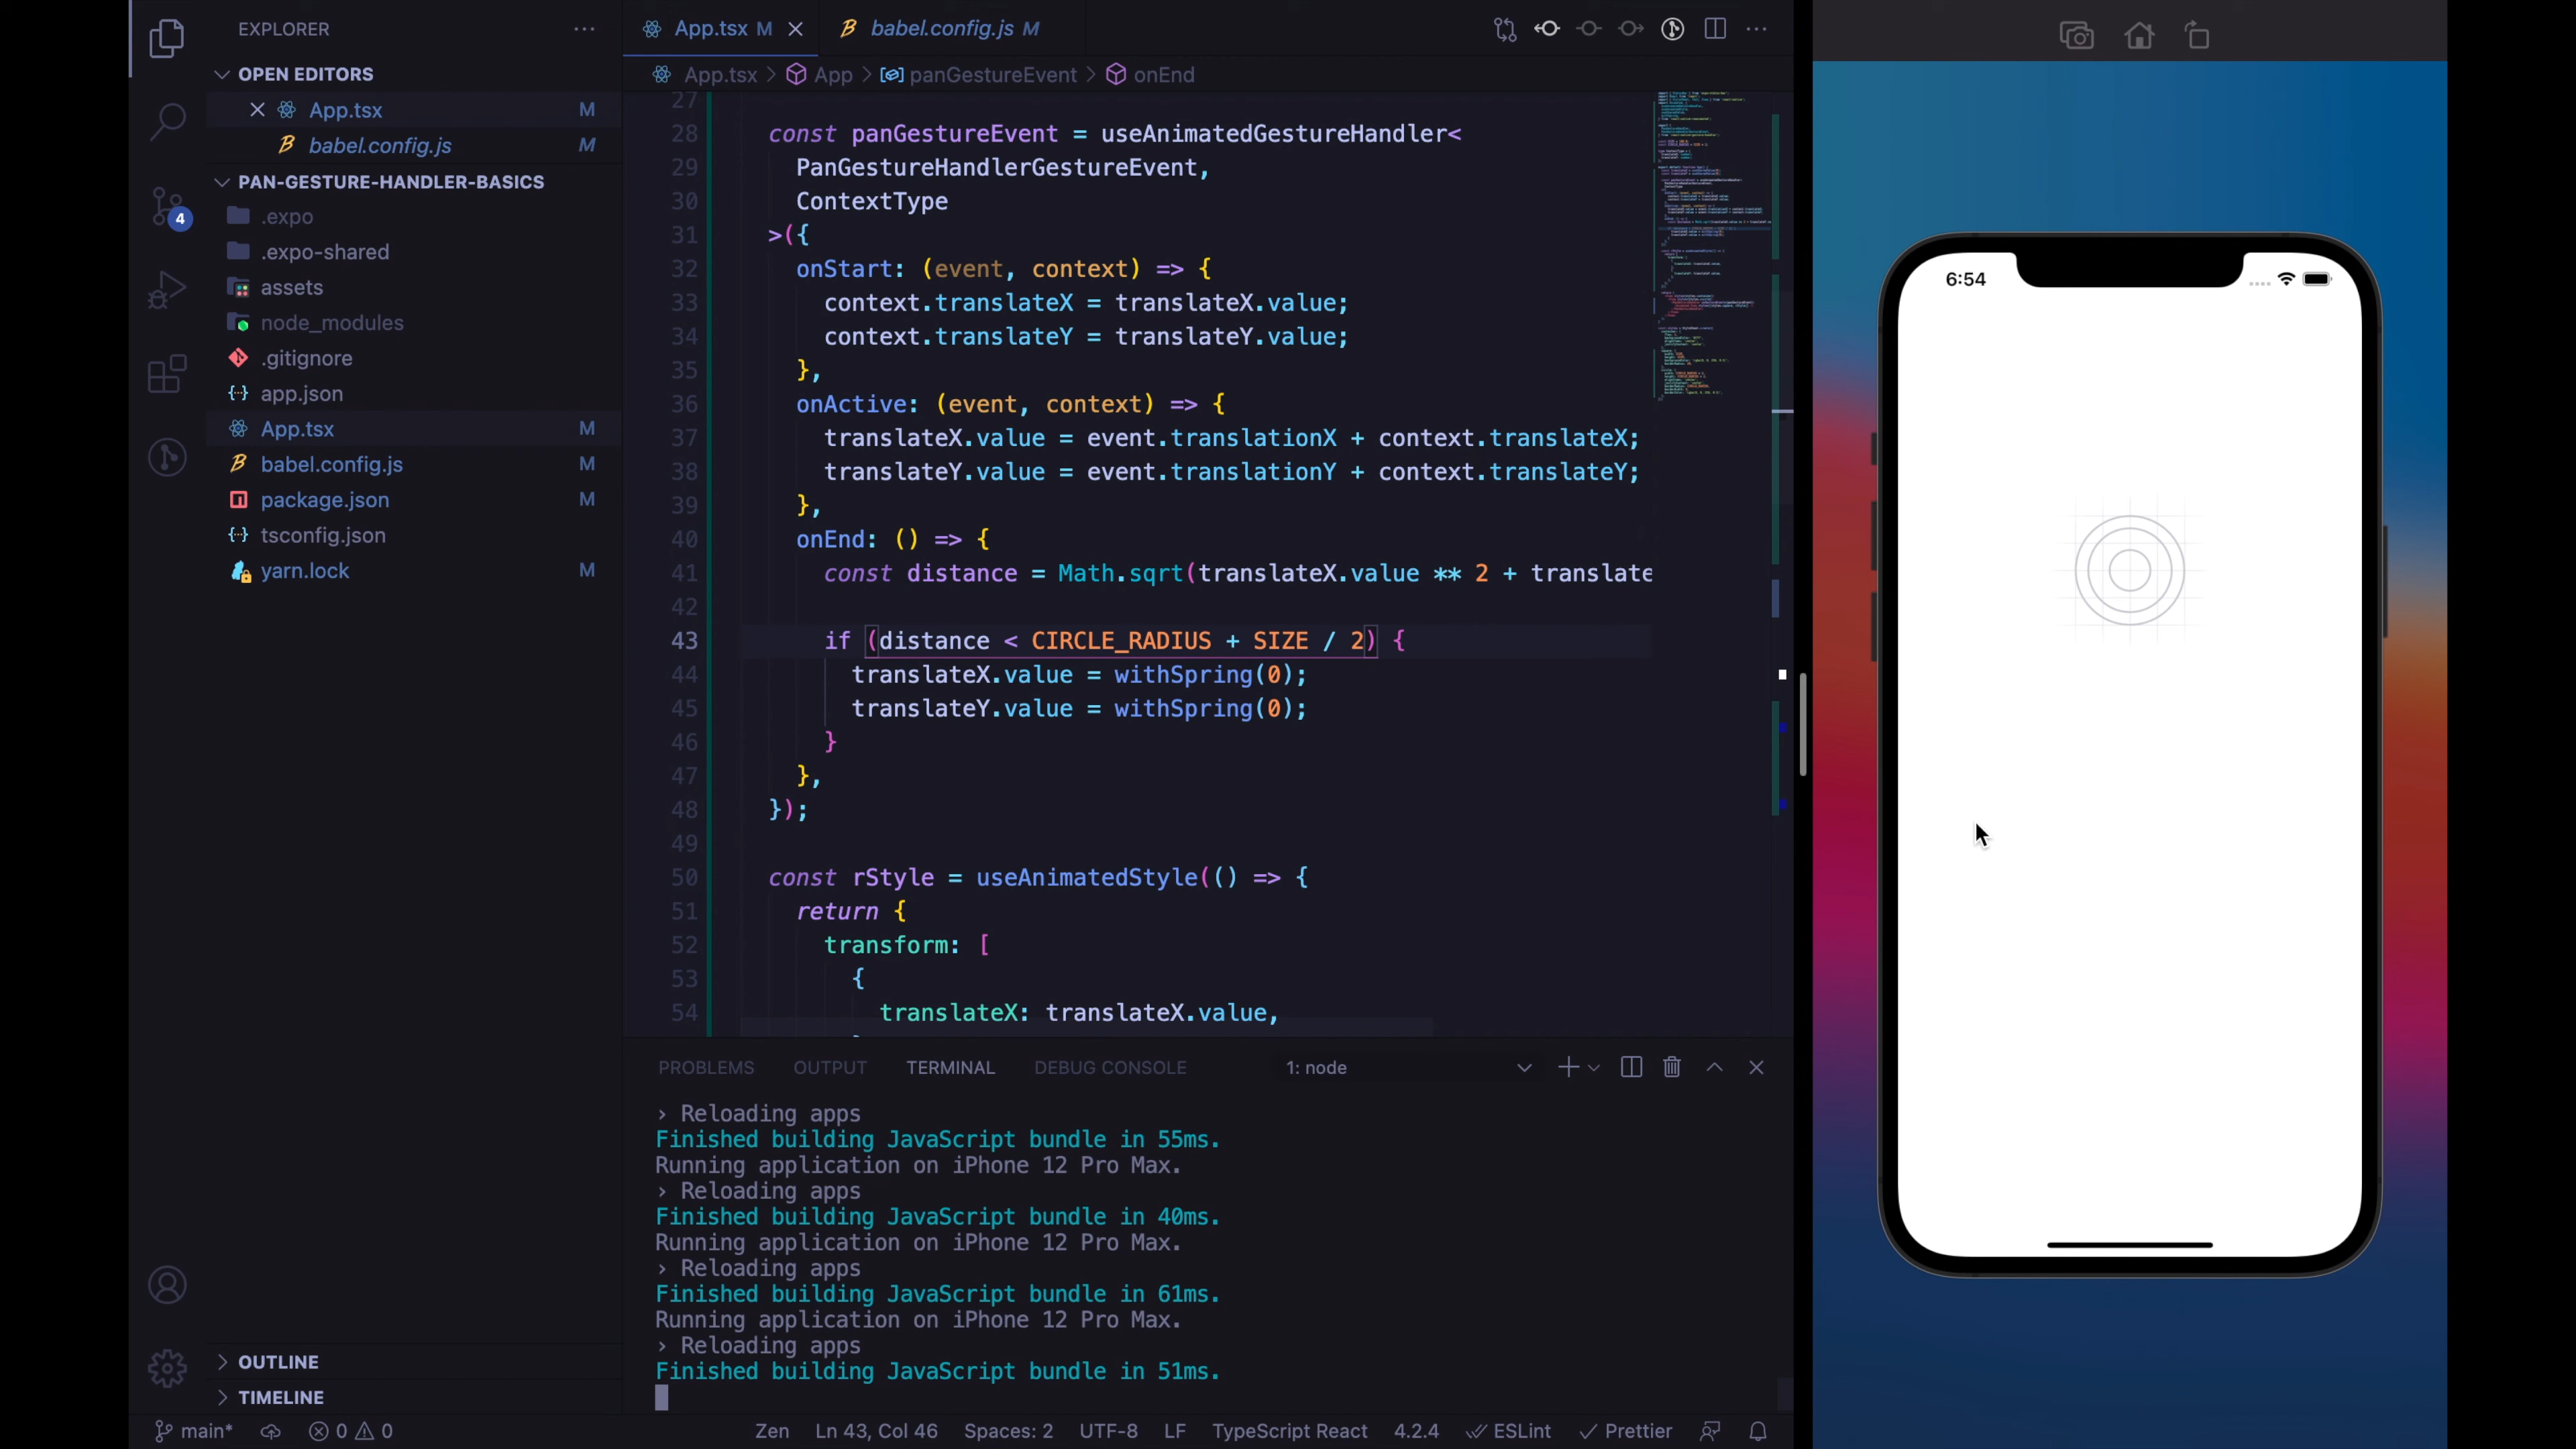 EXPLORER
OPEN EDITORS
App.tsx M
babel.config.js M
PAN-GESTURE-HANDLER-BASICS
.expo
.expo-shared
assets
node_modules
.gitignore
app.json
App.tsx M
babel.config.js M
package.json M
tsconfig.json
yarn.lock M
4
OUTLINE
TIMELINE
App.tsx M
babel.config.js M
App.tsx > App > panGestureEvent > onEnd
27
28 const panGestureEvent = useAnimatedGestureHandler<
29 PanGestureHandlerGestureEvent,
30 ContextType
31 >({
32 onStart: (event, context) => {
33 context.translateX = translateX.value;
34 context.translateY = translateY.value;
35 },
36 onActive: (event, context) => {
37 translateX.value = event.translationX + context.translateX;
38 translateY.value = event.translationY + context.translateY;
39 },
40 onEnd: () => {
41 const distance = Math.sqrt(translateX.value ** 2 + translate
42
43 if (distance < CIRCLE_RADIUS + SIZE / 2) {
44 translateX.value = withSpring(0);
45 translateY.value = withSpring(0);
46 }
47 },
48 });
49
50 const rStyle = useAnimatedStyle(() => {
51 return {
52 transform: [
53 {
54 translateX: translateX.value,
PROBLEMS OUTPUT TERMINAL DEBUG CONSOLE 1: node
› Reloading apps
Finished building JavaScript bundle in 55ms.
Running application on iPhone 12 Pro Max.
› Reloading apps
Finished building JavaScript bundle in 40ms.
Running application on iPhone 12 Pro Max.
› Reloading apps
Finished building JavaScript bundle in 61ms.
Running application on iPhone 12 Pro Max.
› Reloading apps
Finished building JavaScript bundle in 51ms.
main* 0 0 Zen Ln 43, Col 46 Spaces: 2 UTF-8 LF TypeScript React 4.2.4 ESLint Prettier
6:54